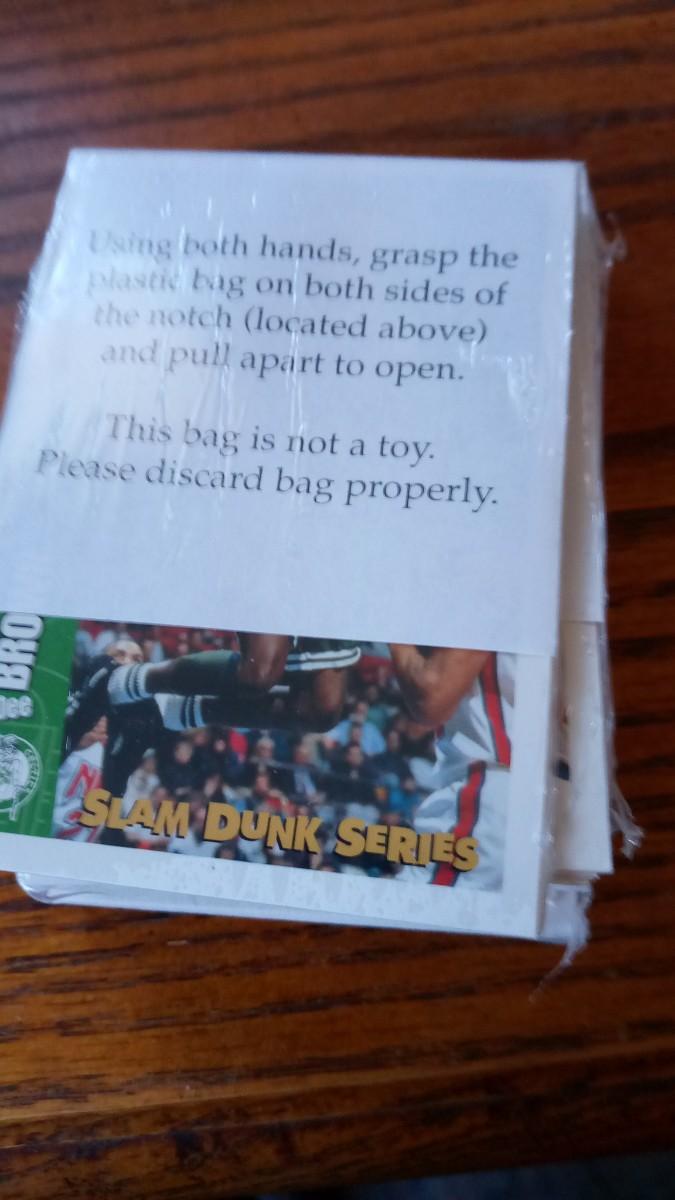 Using both hands, grasp the
plastic bag on both sides of
the notch (located above)
and pull apart to open.
This bag is not a toy.
Please discard bag properly.
BRO
Dee
SLAM DUNK SERIES